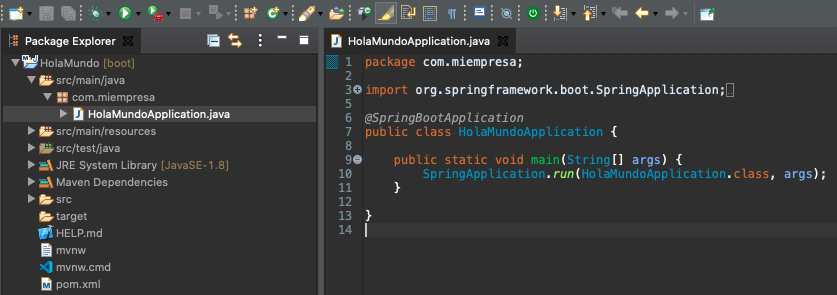 Package Explorer
HolaMundo [boot]
src/main/java
com.miempresa
HolaMundoApplication.java
src/main/resources
src/test/java
JRE System Library [JavaSE-1.8]
Maven Dependencies
src
target
HELP.md
mvnw
mvnw.cmd
pom.xml
HolaMundoApplication.java
1 package com.miempresa;
2
3 import org.springframework.boot.SpringApplication;
6 @SpringBootApplication
7 public class HolaMundoApplication {
8
9 public static void main(String[] args) {
10 SpringApplication.run(HolaMundoApplication.class, args);
11 }
12
13 }
14